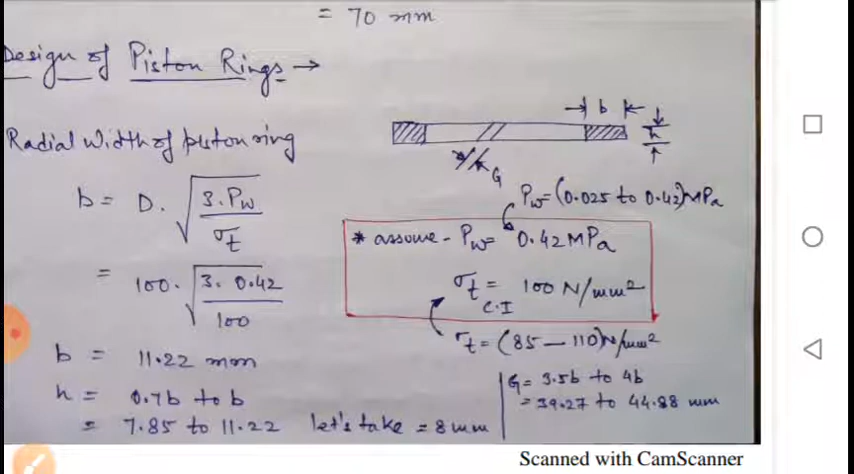 = 70 mm
Design of Piston Rings →
Radial Width of piston ring
b
h
G
b = D. √(3.Pw / σt)
Pw = (0.025 to 0.42) MPa
* assume - Pw = 0.42 MPa
= 100. √(3. 0.42 / 100)
σt C.I = 100 N/mm²
σt = (85 — 110) N/mm²
b = 11.22 mm
h = 0.7b to b
= 7.85 to 11.22 let's take = 8 mm
G = 3.5b to 4b
= 39.27 to 44.88 mm
Scanned with CamScanner